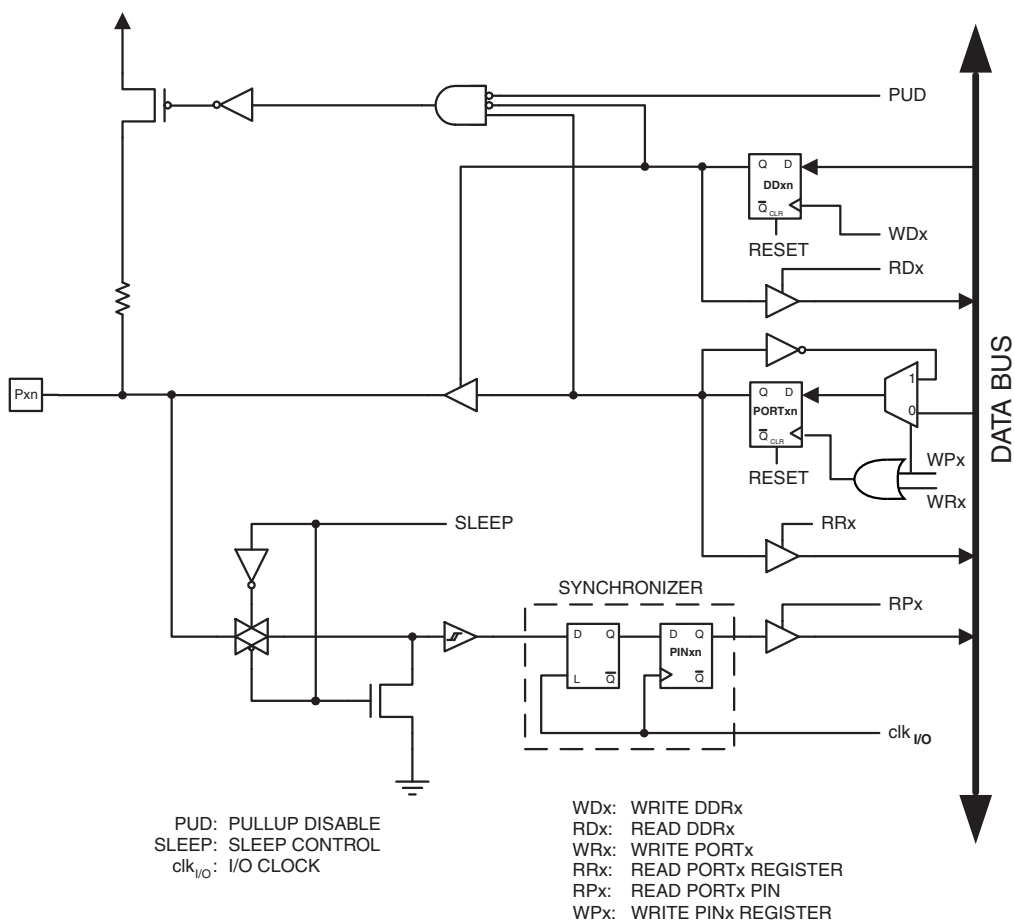 PUD
Q D
DDxn
Q CLR
WDx
RESET
RDx
DATA BUS
1
Pxn
Q D
PORTxn
0
Q CLR
WPx
RESET
WRx
SLEEP
RRx
SYNCHRONIZER
RPx
D Q
D Q
PINxn
L Q
Q
clk I/O
PUD: PULLUP DISABLE
SLEEP: SLEEP CONTROL
clkI/O: I/O CLOCK
WDx: WRITE DDRx
RDx: READ DDRx
WRx: WRITE PORTx
RRx: READ PORTx REGISTER
RPx: READ PORTx PIN
WPx: WRITE PINx REGISTER